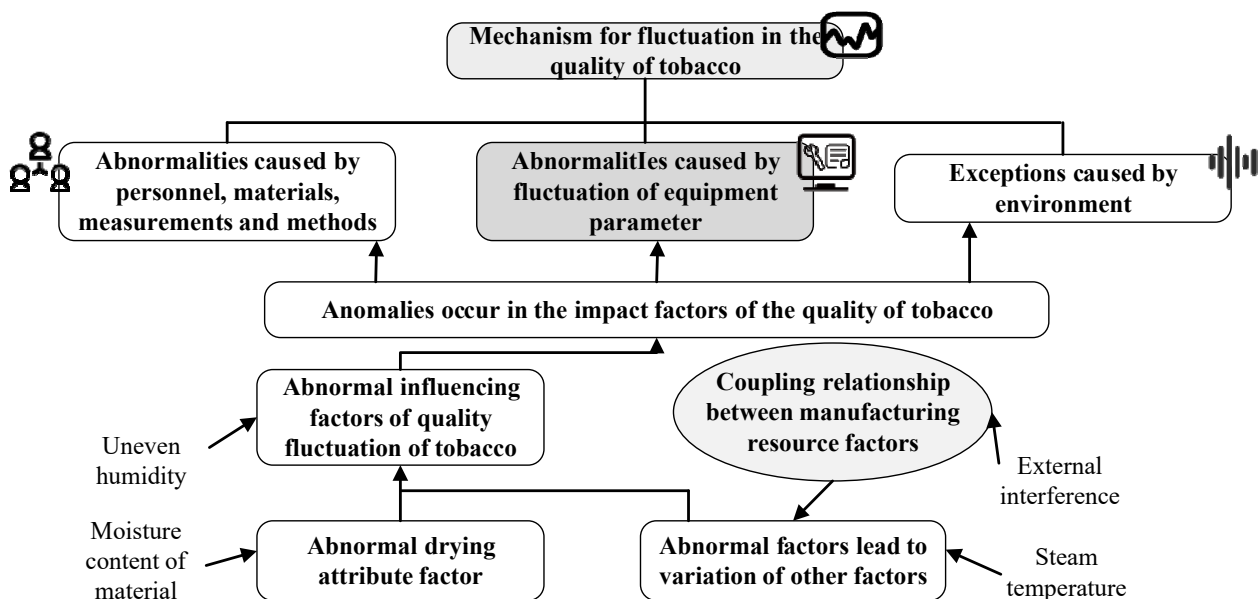 Mechanism for fluctuation in the
quality of tobacco
Abnormalities caused by
personnel, materials,
measurements and methods
AbnormalitIes caused by
fluctuation of equipment
parameter
Exceptions caused by
environment
Anomalies occur in the impact factors of the quality of tobacco
Abnormal influencing
factors of quality
fluctuation of tobacco
Coupling relationship
between manufacturing
resource factors
Uneven
humidity
External
interference
Moisture
content of
material
Abnormal drying
attribute factor
Abnormal factors lead to
variation of other factors
Steam
temperature